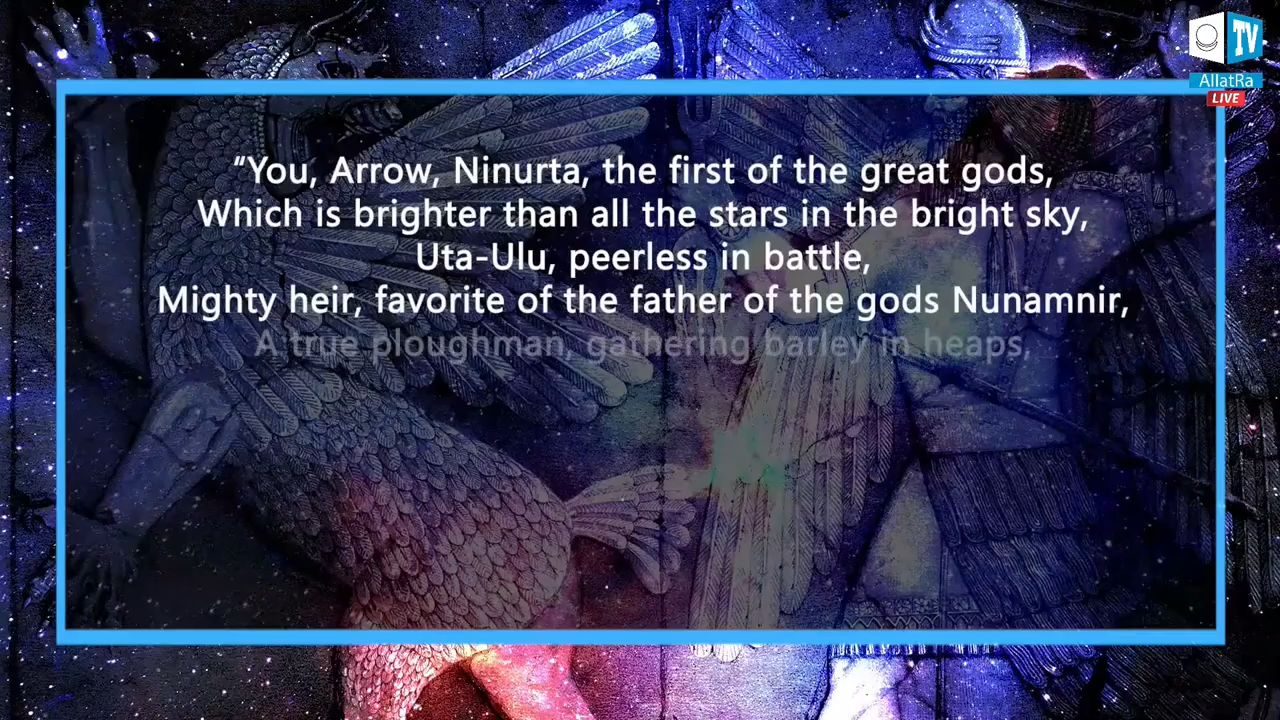 “You, Arrow, Ninurta, the first of the great gods,
Which is brighter than all the stars in the bright sky,
Uta-Ulu, peerless in battle,
Mighty heir, favorite of the father of the gods Nunamnir,
A true ploughman, gathering barley in heaps,
TV
AllatRa
LIVE